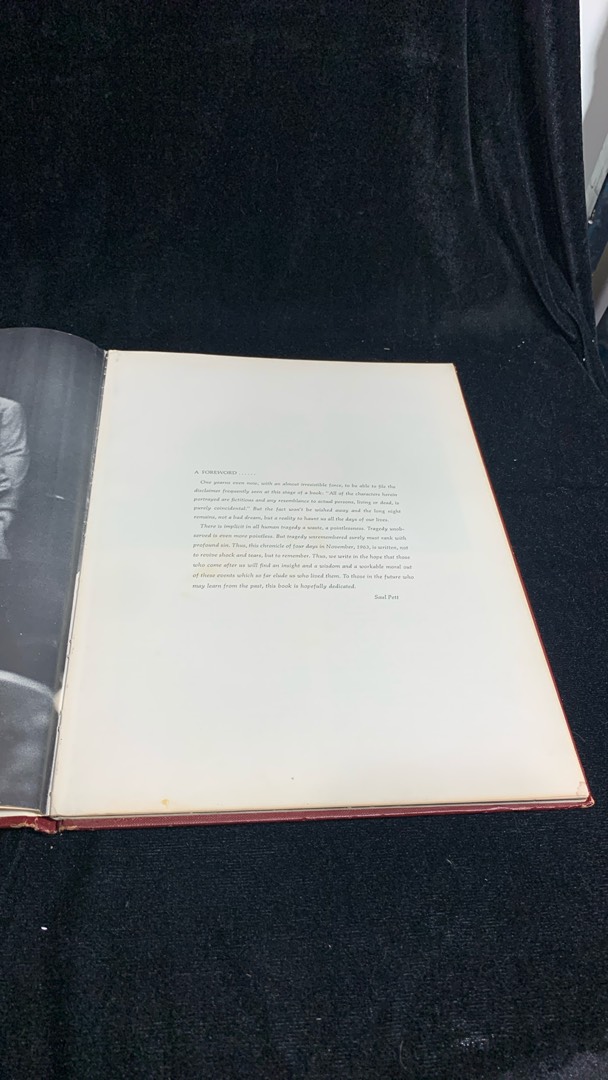 A FOREWORD ......
One yearns even now, with an almost irresistible force, to be able to file the
disclaimer frequently seen at this stage of a book: "All of the characters herein
portrayed are fictitious and any resemblance to actual persons, living or dead, is
purely coincidental." But the fact won't be wished away and the long night
remains, not a bad dream, but a reality to haunt us all the days of our lives.
There is implicit in all human tragedy a waste, a pointlessness. Tragedy unob-
served is even more pointless. But tragedy unremembered surely must rank with
profound sin. Thus, this chronicle of four days in November, 1963, is written, not
to revive shock and tears, but to remember. Thus, we write in the hope that those
who come after us will find an insight and a wisdom and a workable moral out
of these events which so far elude us who lived them. To those in the future who
may learn from the past, this book is hopefully dedicated.
Saul Pett